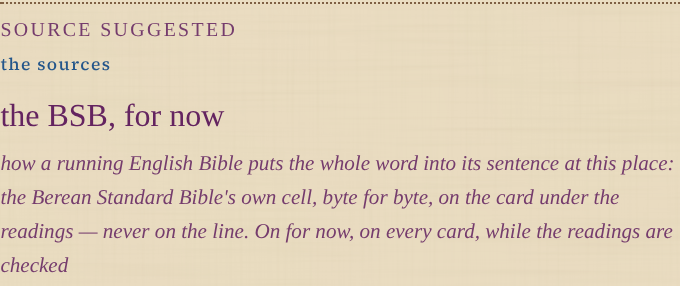 SOURCE SUGGESTED
the sources
the BSB, for now
how a running English Bible puts the whole word into its sentence at this place:
the Berean Standard Bible's own cell, byte for byte, on the card under the
readings — never on the line. On for now, on every card, while the readings are
checked